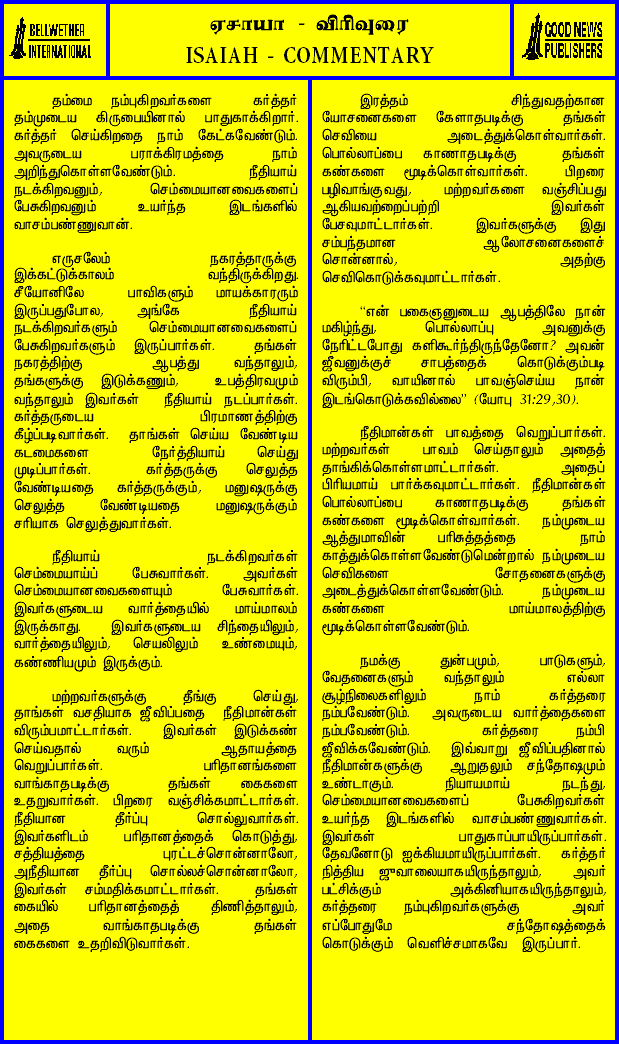 BELLWETHER
INTERNATIONAL
ஏசாயா - விரிவுரை
ISAIAH - COMMENTARY
GOOD NEWS
PUBLISHERS
தம்மை நம்புகிறவர்களை கர்த்தர்
தம்முடைய கிருபையினால் பாதுகாக்கிறார்.
கர்த்தர் செய்கிறதை நாம் கேட்கவேண்டும்.
அவருடைய பராக்கிரமத்தை நாம்
அறிந்துகொள்ளவேண்டும். நீதியாய்
நடக்கிறவனும், செம்மையானவைகளைப்
பேசுகிறவனும் உயர்ந்த இடங்களில்
வாசம்பண்ணுவான்.
எருசலேம் நகரத்தாருக்கு
இக்கட்டுக்காலம் வந்திருக்கிறது.
சீயோனிலே பாவிகளும் மாயக்காரரும்
இருப்பதுபோல, அங்கே நீதியாய்
நடக்கிறவர்களும் செம்மையானவைகளைப்
பேசுகிறவர்களும் இருப்பார்கள். தங்கள்
நகரத்திற்கு ஆபத்து வந்தாலும்,
தங்களுக்கு இடுக்கணும், உபத்திரவமும்
வந்தாலும் இவர்கள் நீதியாய் நடப்பார்கள்.
கர்த்தருடைய பிரமாணத்திற்கு
கீழ்ப்படிவார்கள். தாங்கள் செய்ய வேண்டிய
கடமைகளை நேர்த்தியாய் செய்து
முடிப்பார்கள். கர்த்தருக்கு செலுத்த
வேண்டியதை கர்த்தருக்கும், மனுஷருக்கு
செலுத்த வேண்டியதை மனுஷருக்கும்
சரியாக செலுத்துவார்கள்.
நீதியாய் நடக்கிறவர்கள்
செம்மையாய்ப் பேசுவார்கள். அவர்கள்
செம்மையானவைகளையும் பேசுவார்கள்.
இவர்களுடைய வார்த்தையில் மாய்மாலம்
இருக்காது. இவர்களுடைய சிந்தையிலும்,
வார்த்தையிலும், செயலிலும் உண்மையும்,
கண்ணியமும் இருக்கும்.
மற்றவர்களுக்கு தீங்கு செய்து,
தாங்கள் வசதியாக ஜீவிப்பதை நீதிமான்கள்
விரும்பமாட்டார்கள். இவர்கள் இடுக்கண்
செய்வதால் வரும் ஆதாயத்தை
வெறுப்பார்கள். பரிதானங்களை
வாங்காதபடிக்கு தங்கள் கைகளை
உதறுவார்கள். பிறரை வஞ்சிக்கமாட்டார்கள்.
நீதியான தீர்ப்பு சொல்லுவார்கள்.
இவர்களிடம் பரிதானத்தைக் கொடுத்து,
சத்தியத்தை புரட்டச்சொன்னாலோ,
அநீதியான தீர்ப்பு சொல்லச்சொன்னாலோ,
இவர்கள் சம்மதிக்கமாட்டார்கள். தங்கள்
கையில் பரிதானத்தைத் திணித்தாலும்,
அதை வாங்காதபடிக்கு தங்கள்
கைகளை உதறிவிடுவார்கள்.
இரத்தம் சிந்துவதற்கான
யோசனைகளை கேளாதபடிக்கு தங்கள்
செவியை அடைத்துக்கொள்வார்கள்.
பொல்லாப்பை காணாதபடிக்கு தங்கள்
கண்களை மூடிக்கொள்வார்கள். பிறரை
பழிவாங்குவது, மற்றவர்களை வஞ்சிப்பது
ஆகியவற்றைப்பற்றி இவர்கள்
பேசவுமாட்டார்கள். இவர்களுக்கு இது
சம்பந்தமான ஆலோசனைகளைச்
சொன்னால், அதற்கு
செவிகொடுக்கவுமாட்டார்கள்.
"என் பகைஞனுடைய ஆபத்திலே நான்
மகிழ்ந்து, பொல்லாப்பு அவனுக்கு
நேரிட்டபோது களிகூர்ந்திருந்தேனோ? அவன்
ஜீவனுக்குச் சாபத்தைக் கொடுக்கும்படி
விரும்பி, வாயினால் பாவஞ்செய்ய நான்
இடங்கொடுக்கவில்லை" (யோபு 31:29,30).
நீதிமான்கள் பாவத்தை வெறுப்பார்கள்.
மற்றவர்கள் பாவம் செய்தாலும் அதைத்
தாங்கிக்கொள்ளமாட்டார்கள். அதைப்
பிரியமாய் பார்க்கவுமாட்டார்கள். நீதிமான்கள்
பொல்லாப்பை காணாதபடிக்கு தங்கள்
கண்களை மூடிக்கொள்வார்கள். நம்முடைய
ஆத்துமாவின் பரிசுத்தத்தை நாம்
காத்துக்கொள்ளவேண்டுமென்றால் நம்முடைய
செவிகளை சோதனைகளுக்கு
அடைத்துக்கொள்ளவேண்டும். நம்முடைய
கண்களை மாய்மாலத்திற்கு
மூடிக்கொள்ளவேண்டும்.
நமக்கு துன்பமும், பாடுகளும்,
வேதனைகளும் வந்தாலும் எல்லா
சூழ்நிலைகளிலும் நாம் கர்த்தரை
நம்பவேண்டும். அவருடைய வார்த்தைகளை
நம்பவேண்டும். கர்த்தரை நம்பி
ஜீவிக்கவேண்டும். இவ்வாறு ஜீவிப்பதினால்
நீதிமான்களுக்கு ஆறுதலும் சந்தோஷமும்
உண்டாகும். நியாயமாய் நடந்து,
செம்மையானவைகளைப் பேசுகிறவர்கள்
உயர்ந்த இடங்களில் வாசம்பண்ணுவார்கள்.
இவர்கள் பாதுகாப்பாயிருப்பார்கள்.
தேவனோடு ஐக்கியமாயிருப்பார்கள். கர்த்தர்
நித்திய ஜுவாலையாகயிருந்தாலும், அவர்
பட்சிக்கும் அக்கினியாகயிருந்தாலும்,
கர்த்தரை நம்புகிறவர்களுக்கு அவர்
எப்போதுமே சந்தோஷத்தைக்
கொடுக்கும் வெளிச்சமாகவே இருப்பார்.